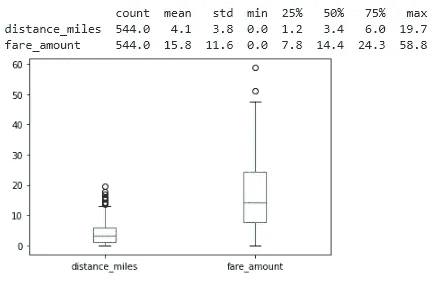 count mean std min 25% 50% 75% max
distance_miles 544.0 4.1 3.8 0.0 1.2 3.4 6.0 19.7
fare_amount 544.0 15.8 11.6 0.0 7.8 14.4 24.3 58.8
60
50
40
30
20
10
0
distance_miles fare_amount